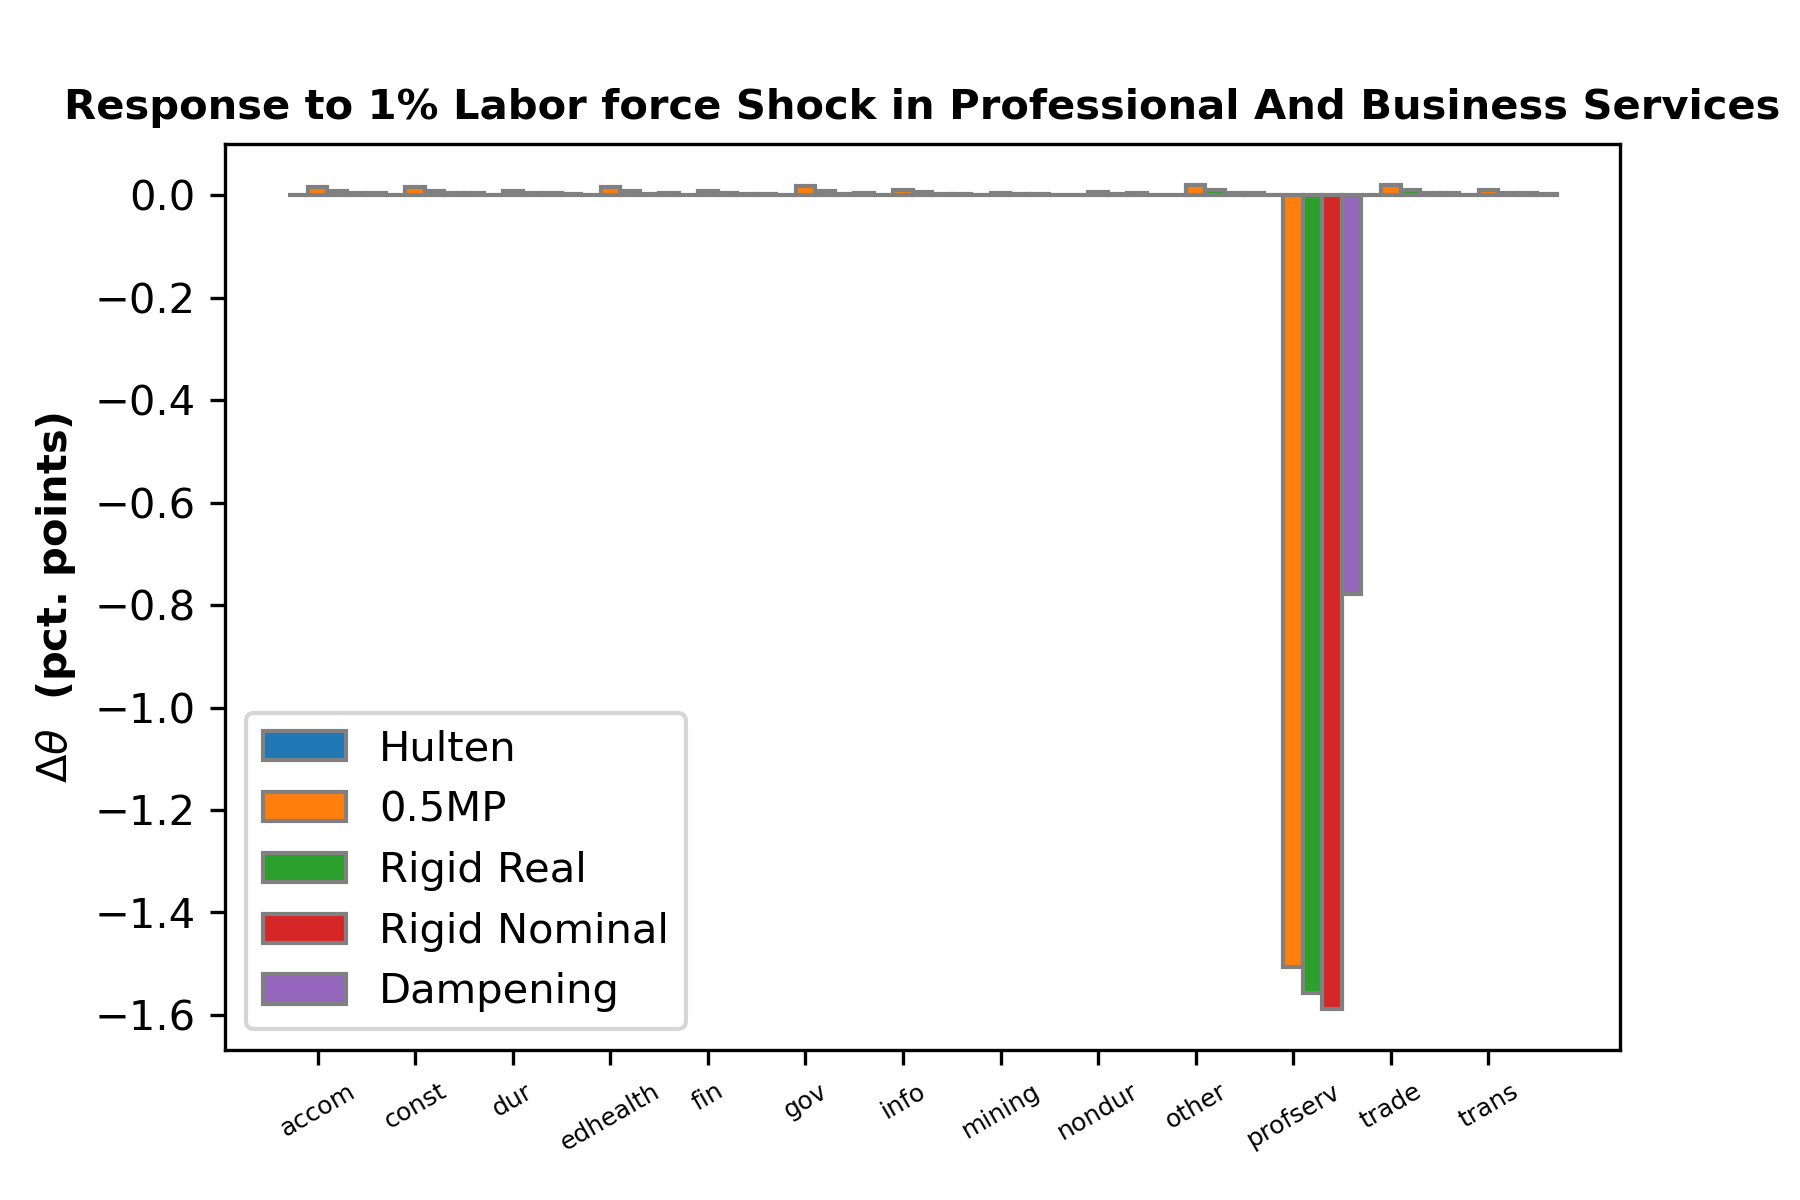 Response to 1% Labor force Shock in Professional And Business Services
Δθ (pct. points)
0.0
−0.2
−0.4
−0.6
−0.8
−1.0
−1.2
−1.4
−1.6
Hulten
0.5MP
Rigid Real
Rigid Nominal
Dampening
accom
const
dur
edhealth
fin
gov
info
mining
nondur
other
profserv
trade
trans